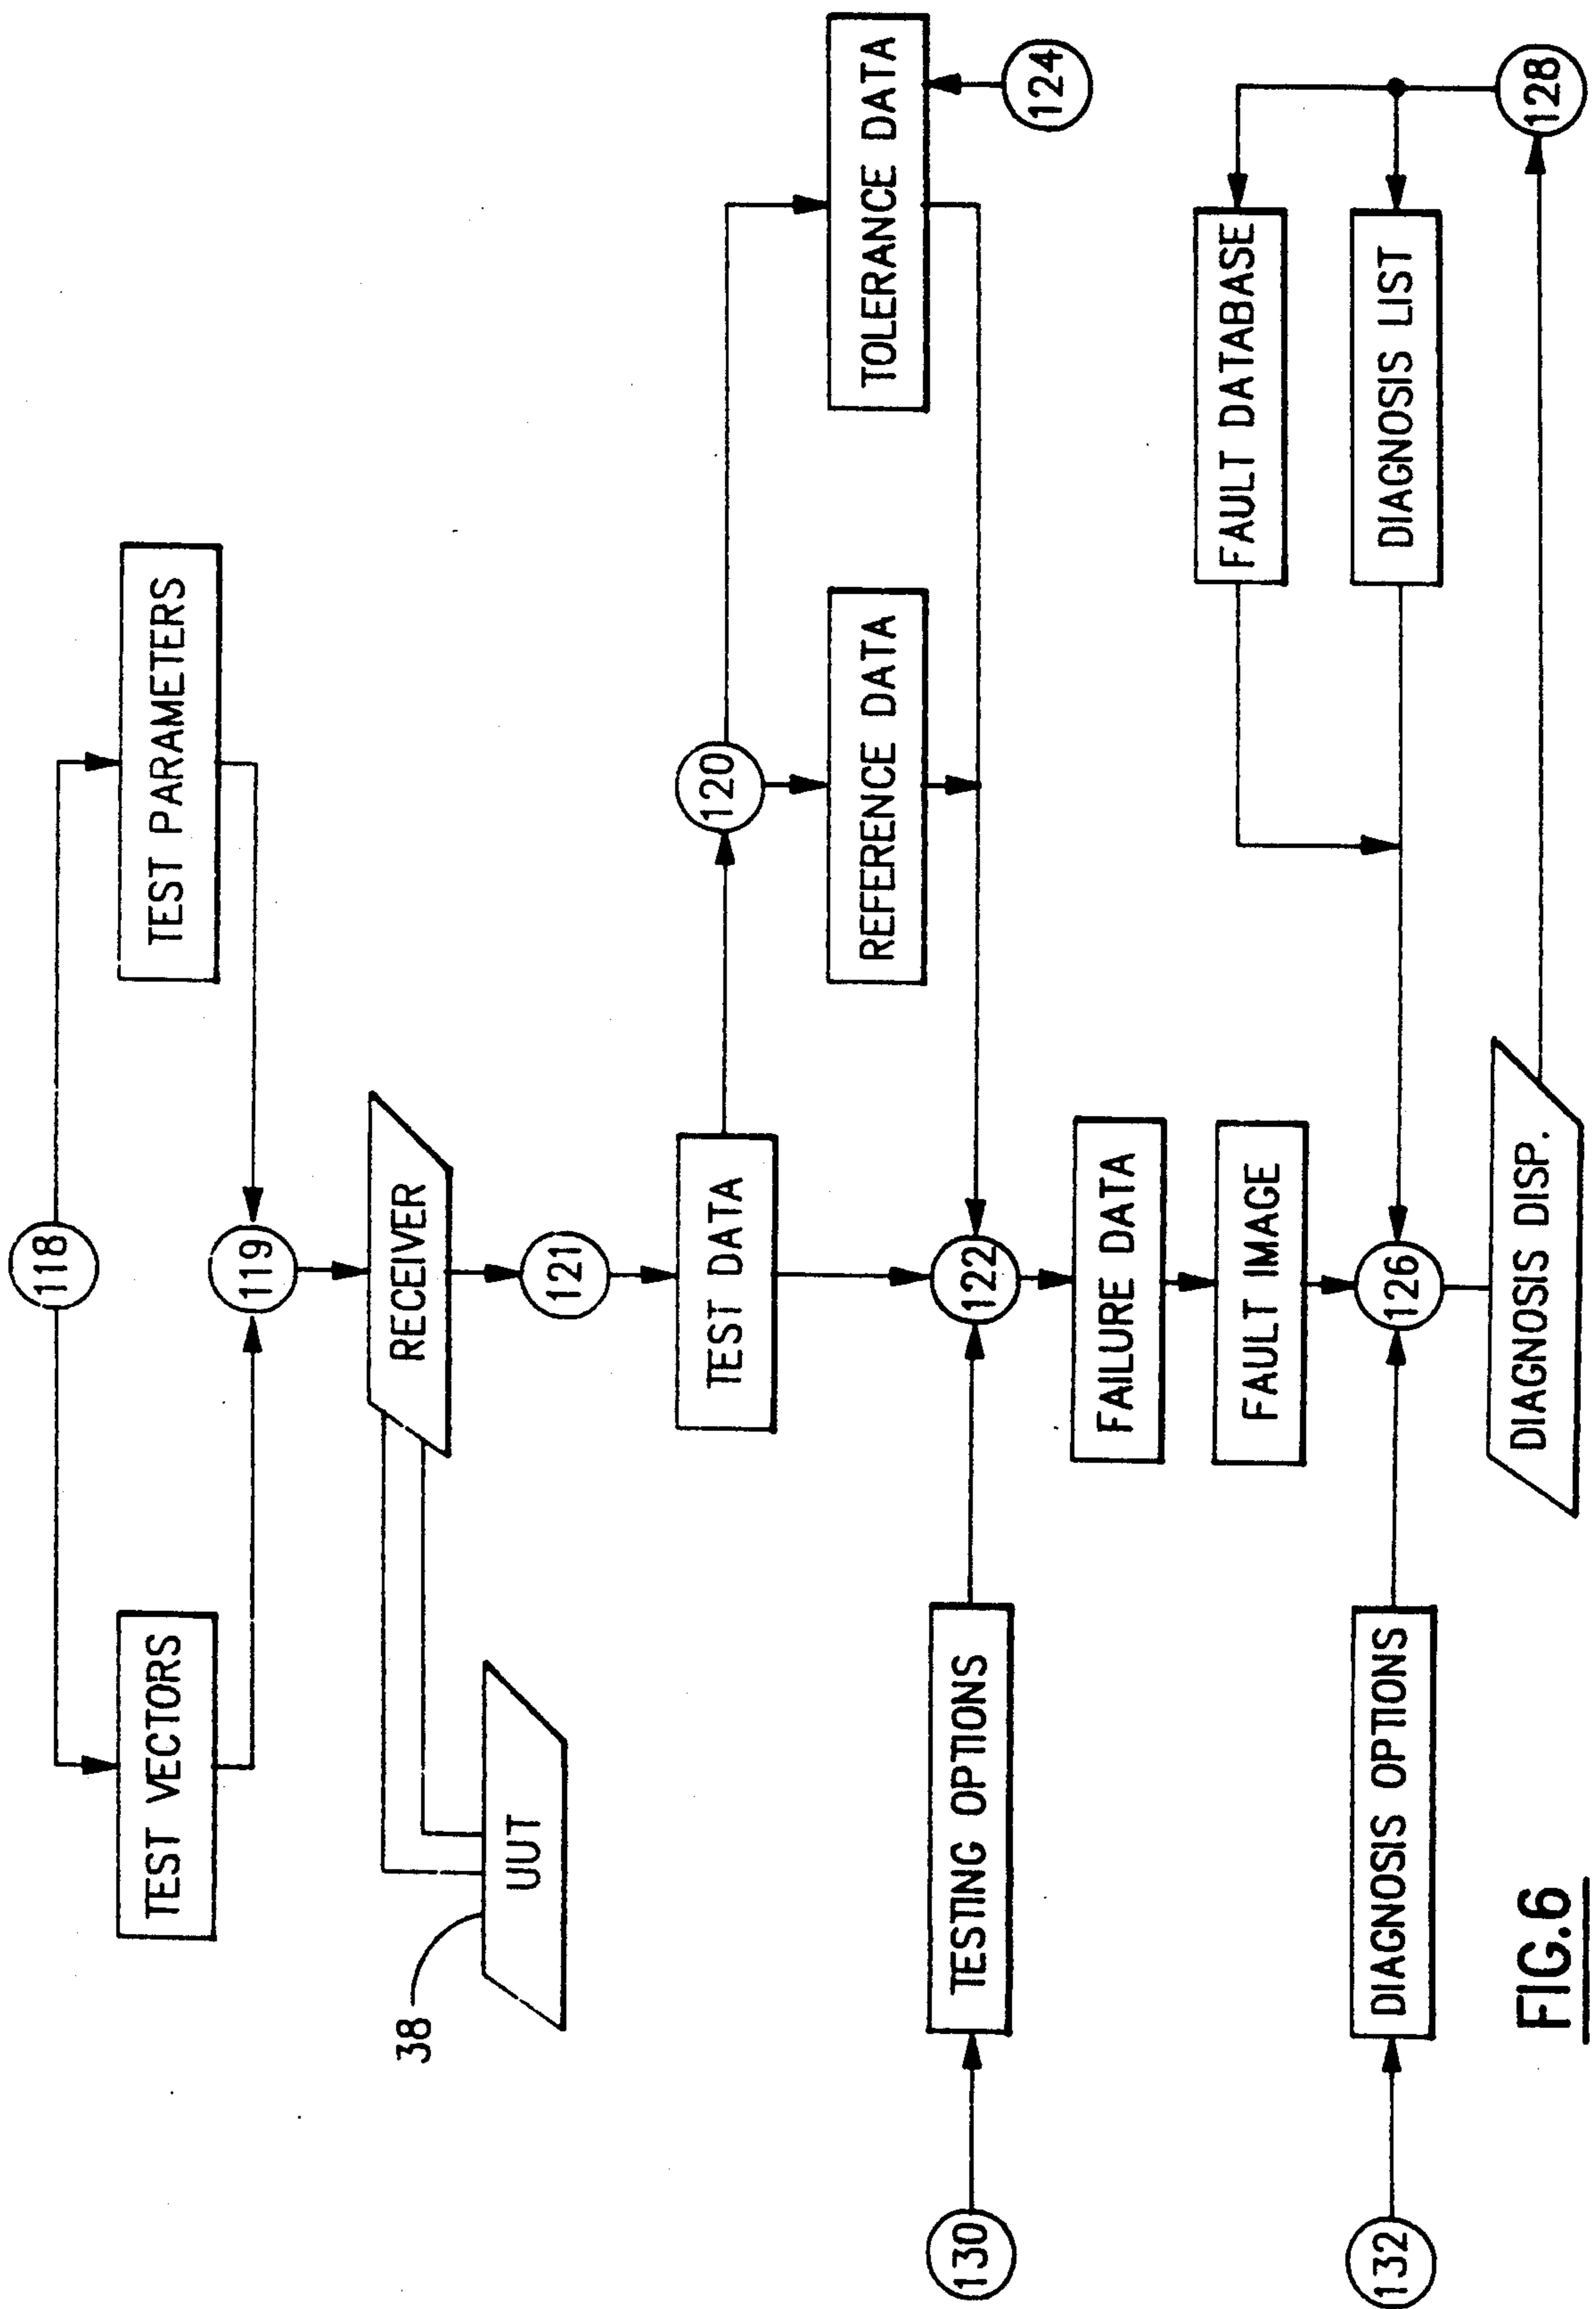 118
TEST VECTORS
TEST PARAMETERS
119
38
UUT
RECEIVER
121
TEST DATA
120
REFERENCE DATA
TOLERANCE DATA
124
130
TESTING OPTIONS
122
FAILURE DATA
FAULT IMAGE
FAULT DATABASE
DIAGNOSIS LIST
132
DIAGNOSIS OPTIONS
126
DIAGNOSIS DISP.
128
FIG.6